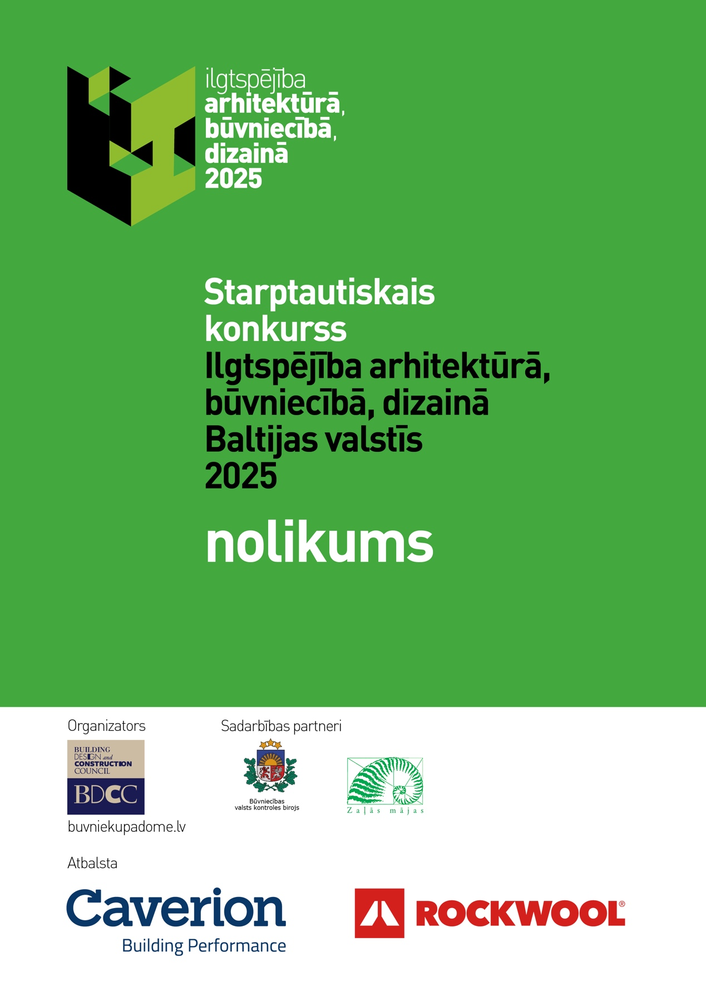 ilgtspējība
arhitektūrā,
būvniecībā,
dizainā
2025
Starptautiskais
konkurss
Ilgtspējība arhitektūrā,
būvniecībā, dizainā
Baltijas valstīs
2025
nolikums
Organizators
Sadarbības partneri
BUILDING
DESIGN and
CONSTRUCTION
COUNCIL
BDCC
Būvniecības
valsts kontroles birojs
Zaļās mājas
buvniekupadome.lv
Atbalsta
Caverion
Building Performance
ROCKWOOL®